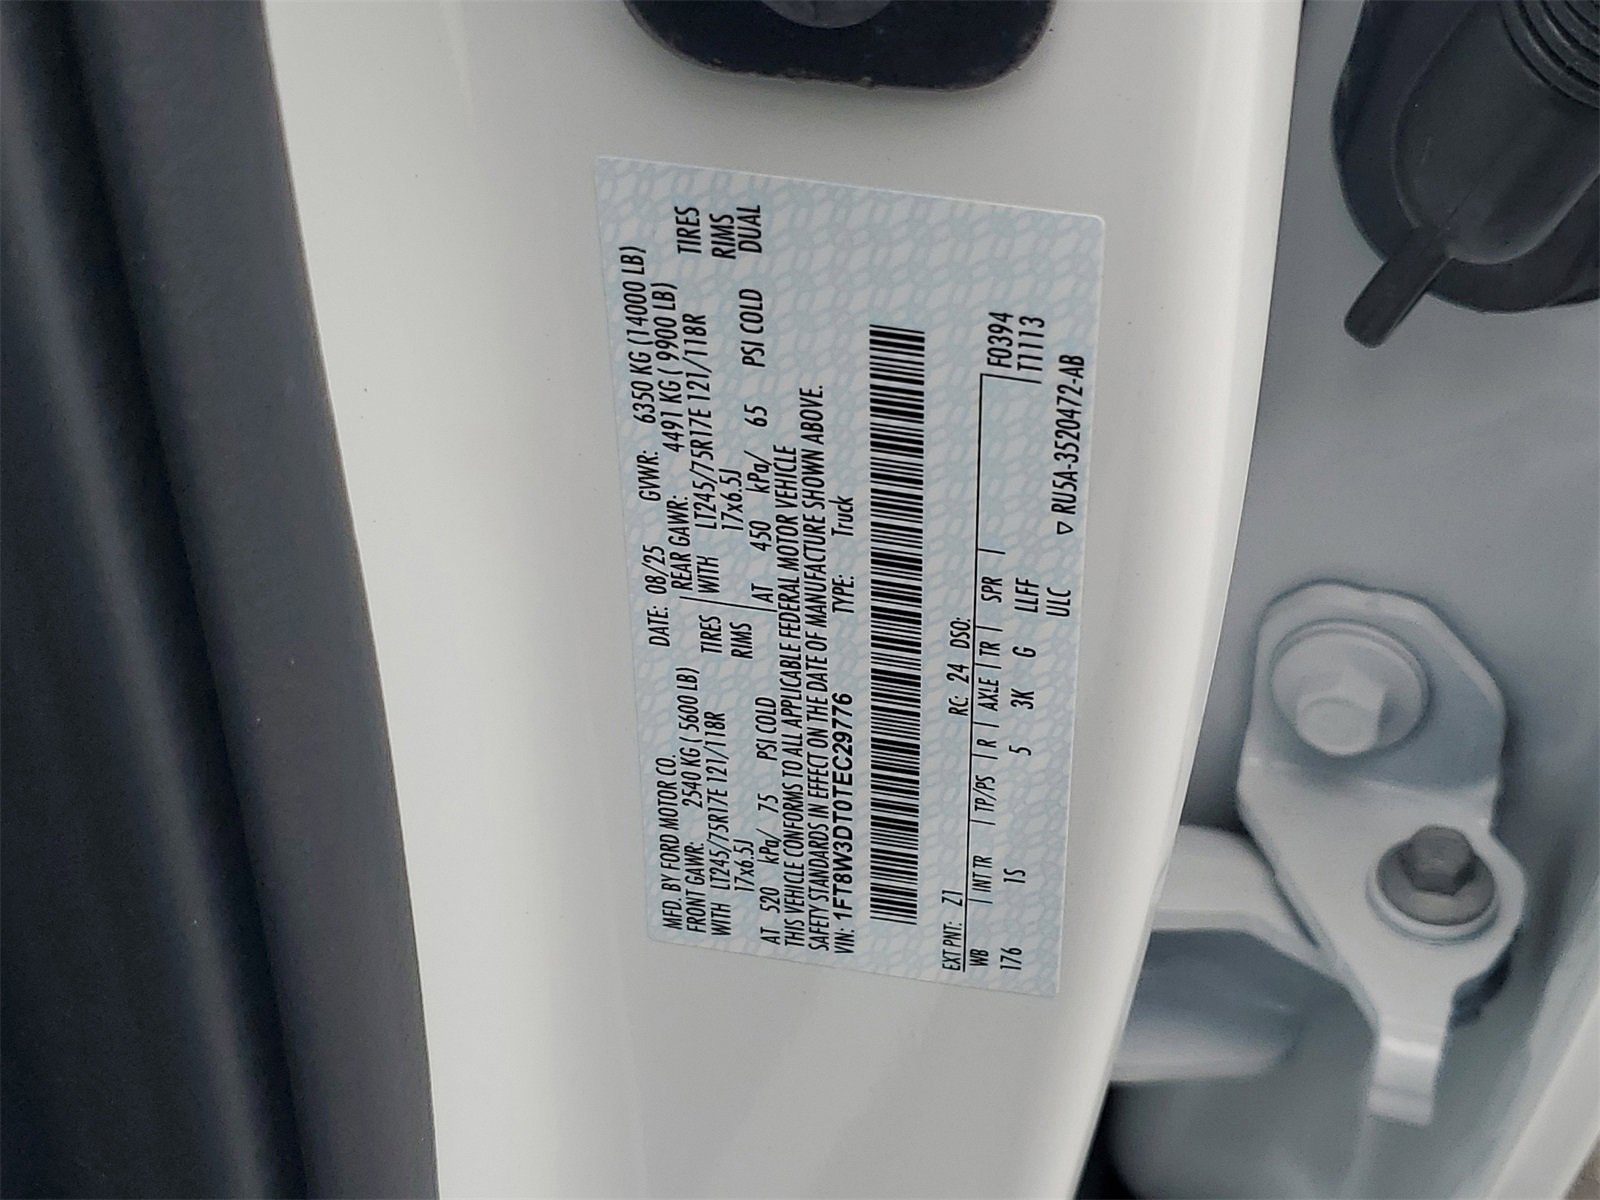 MFD. BY FORD MOTOR CO.
DATE: 08/25 GVWR: 6350 KG (14000 LB)
FRONT GAWR: 2540 KG ( 5600 LB)
REAR GAWR: 4491 KG ( 9900 LB)
WITH LT245/75R17E 121/118R TIRES
WITH LT245/75R17E 121/118R TIRES
17x6.5J RIMS
17x6.5J RIMS
AT 520 kPa/ 75 PSI COLD
AT 450 kPa/ 65 PSI COLD DUAL
THIS VEHICLE CONFORMS TO ALL APPLICABLE FEDERAL MOTOR VEHICLE
SAFETY STANDARDS IN EFFECT ON THE DATE OF MANUFACTURE SHOWN ABOVE.
VIN: 1FT8W3DT0TEC29776 TYPE: Truck
EXT PNT: Z1 RC: 24 DSO:
WB INT TR TP/PS R AXLE TR SPR F0394
176 1S 5 3K G LLFF T1113
ULC RU5A-3520472-AB